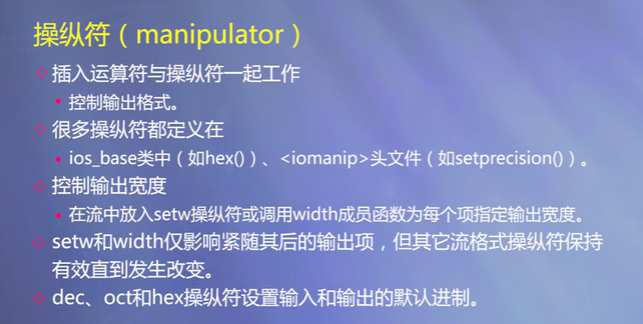 操纵符（manipulator）
插入运算符与操纵符一起工作
控制输出格式。
很多操纵符都定义在
ios_base类中（如hex()）、<iomanip>头文件（如setprecision()）。
控制输出宽度
在流中放入setw操纵符或调用width成员函数为每个项指定输出宽度。
setw和width仅影响紧随其后的输出项，但其它流格式操纵符保持
有效直到发生改变。
dec、oct和hex操纵符设置输入和输出的默认进制。